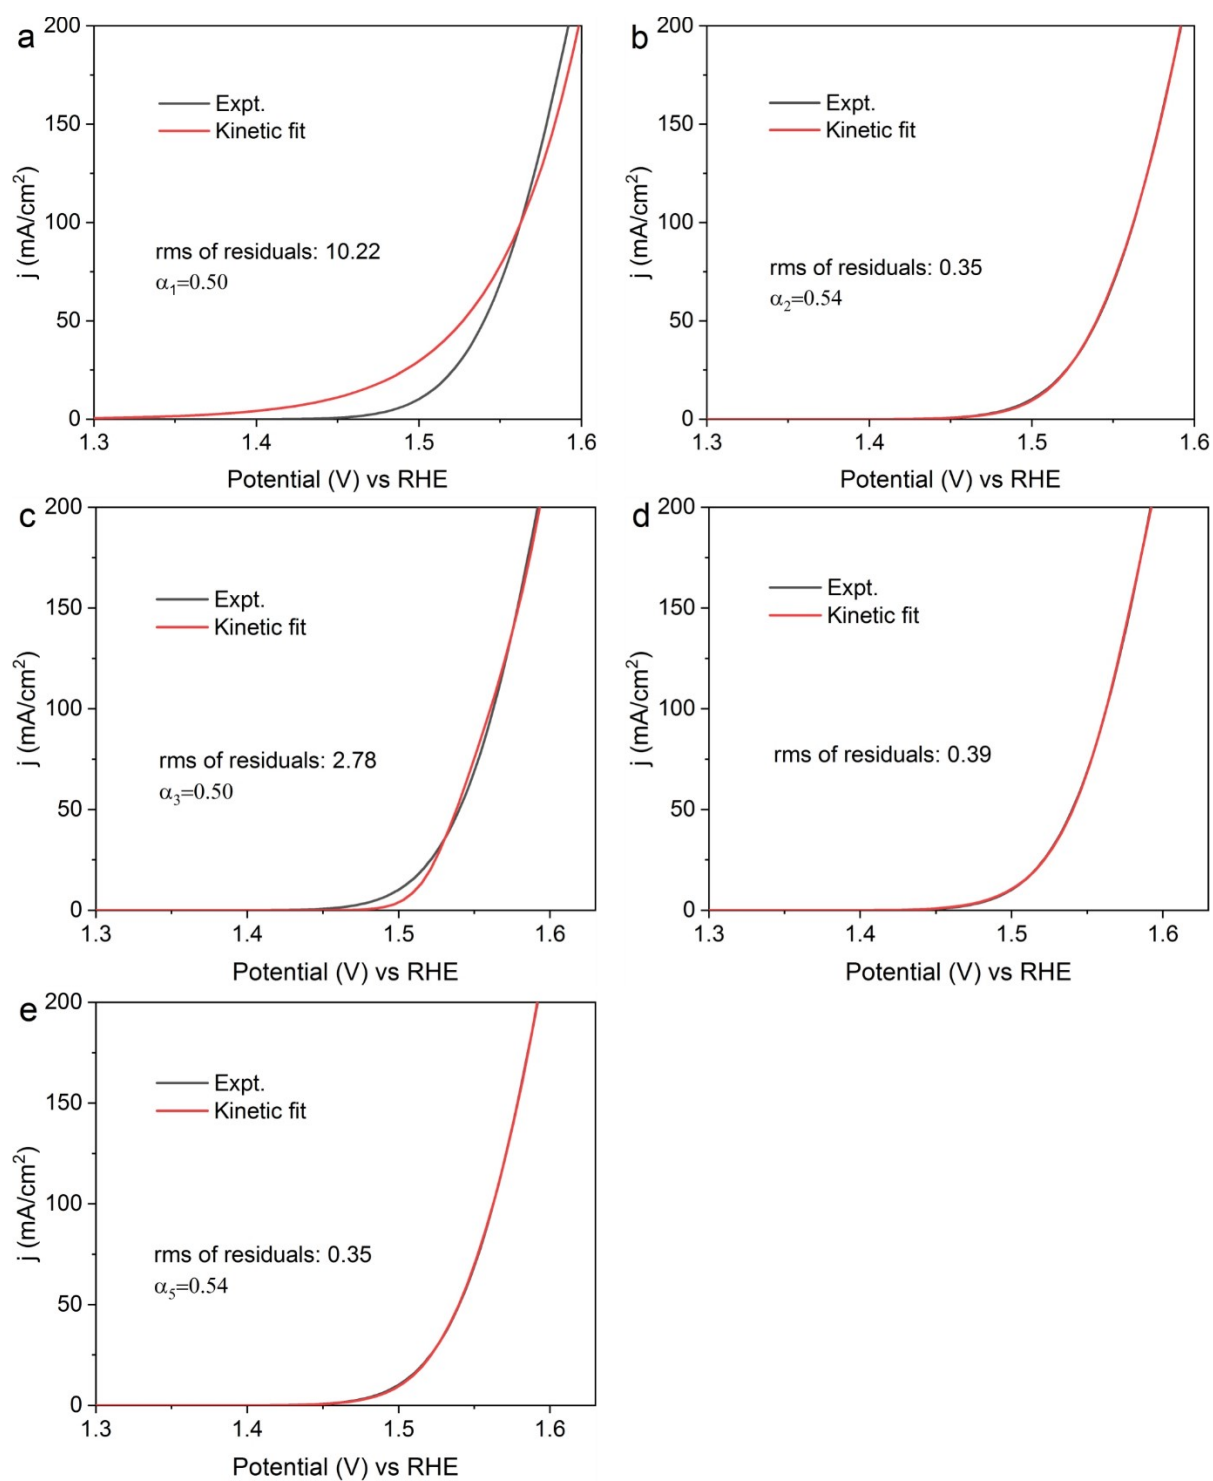 a
200
150
100
50
0
j (mA/cm²)
Expt.
Kinetic fit
rms of residuals: 10.22
α₁=0.50
1.3
1.4
1.5
1.6
Potential (V) vs RHE
b
200
150
100
50
0
j (mA/cm²)
Expt.
Kinetic fit
rms of residuals: 0.35
α₂=0.54
1.3
1.4
1.5
1.6
Potential (V) vs RHE
c
200
150
100
50
0
j (mA/cm²)
Expt.
Kinetic fit
rms of residuals: 2.78
α₃=0.50
1.3
1.4
1.5
1.6
Potential (V) vs RHE
d
200
150
100
50
0
j (mA/cm²)
Expt.
Kinetic fit
rms of residuals: 0.39
1.3
1.4
1.5
1.6
Potential (V) vs RHE
e
200
150
100
50
0
j (mA/cm²)
Expt.
Kinetic fit
rms of residuals: 0.35
α₅=0.54
1.3
1.4
1.5
1.6
Potential (V) vs RHE